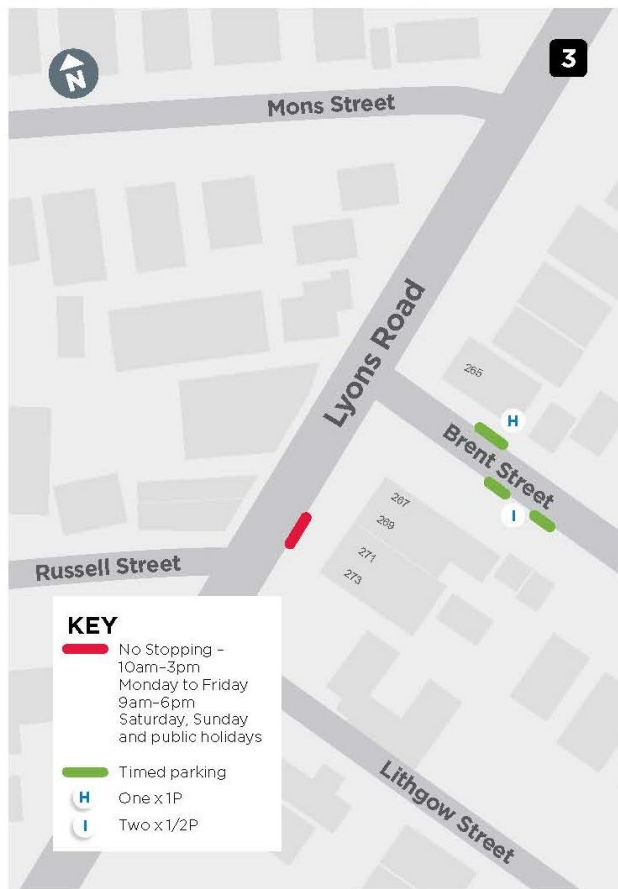 N
3
Mons Street
Lyons Road
265
H
Brent Street
I
267
269
271
273
Russell Street
KEY
No Stopping –
10am–3pm
Monday to Friday
9am–6pm
Saturday, Sunday
and public holidays
Timed parking
H One x 1P
I Two x 1/2P
Lithgow Street